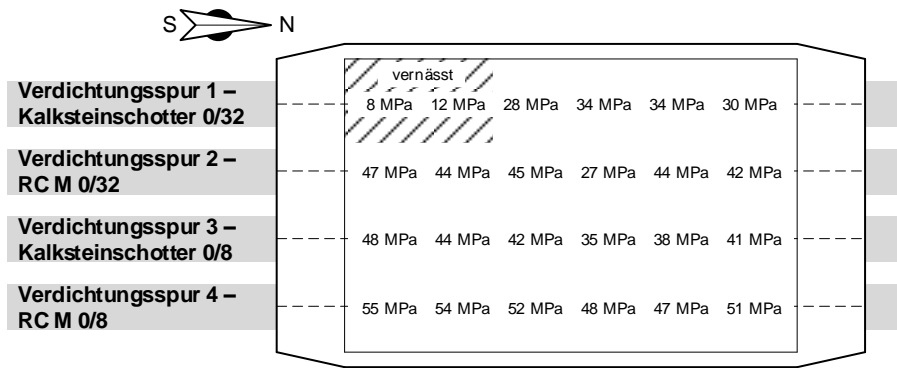 S N
vernässt
Verdichtungsspur 1 –
Kalksteinschotter 0/32
8 MPa 12 MPa 28 MPa 34 MPa 34 MPa 30 MPa
Verdichtungsspur 2 –
RC M 0/32
47 MPa 44 MPa 45 MPa 27 MPa 44 MPa 42 MPa
Verdichtungsspur 3 –
Kalksteinschotter 0/8
48 MPa 44 MPa 42 MPa 35 MPa 38 MPa 41 MPa
Verdichtungsspur 4 –
RC M 0/8
55 MPa 54 MPa 52 MPa 48 MPa 47 MPa 51 MPa